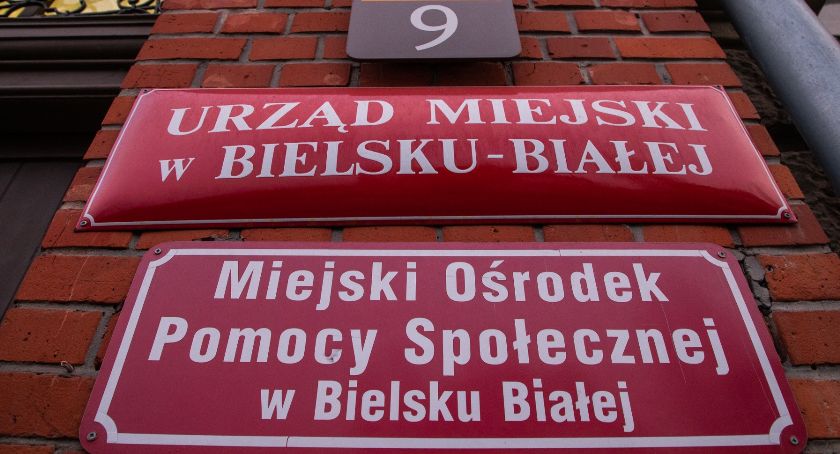 9
URZĄD MIEJSKI
w BIELSKU-BIAŁEJ
Miejski Ośrodek
Pomocy Społecznej
w Bielsku Białej